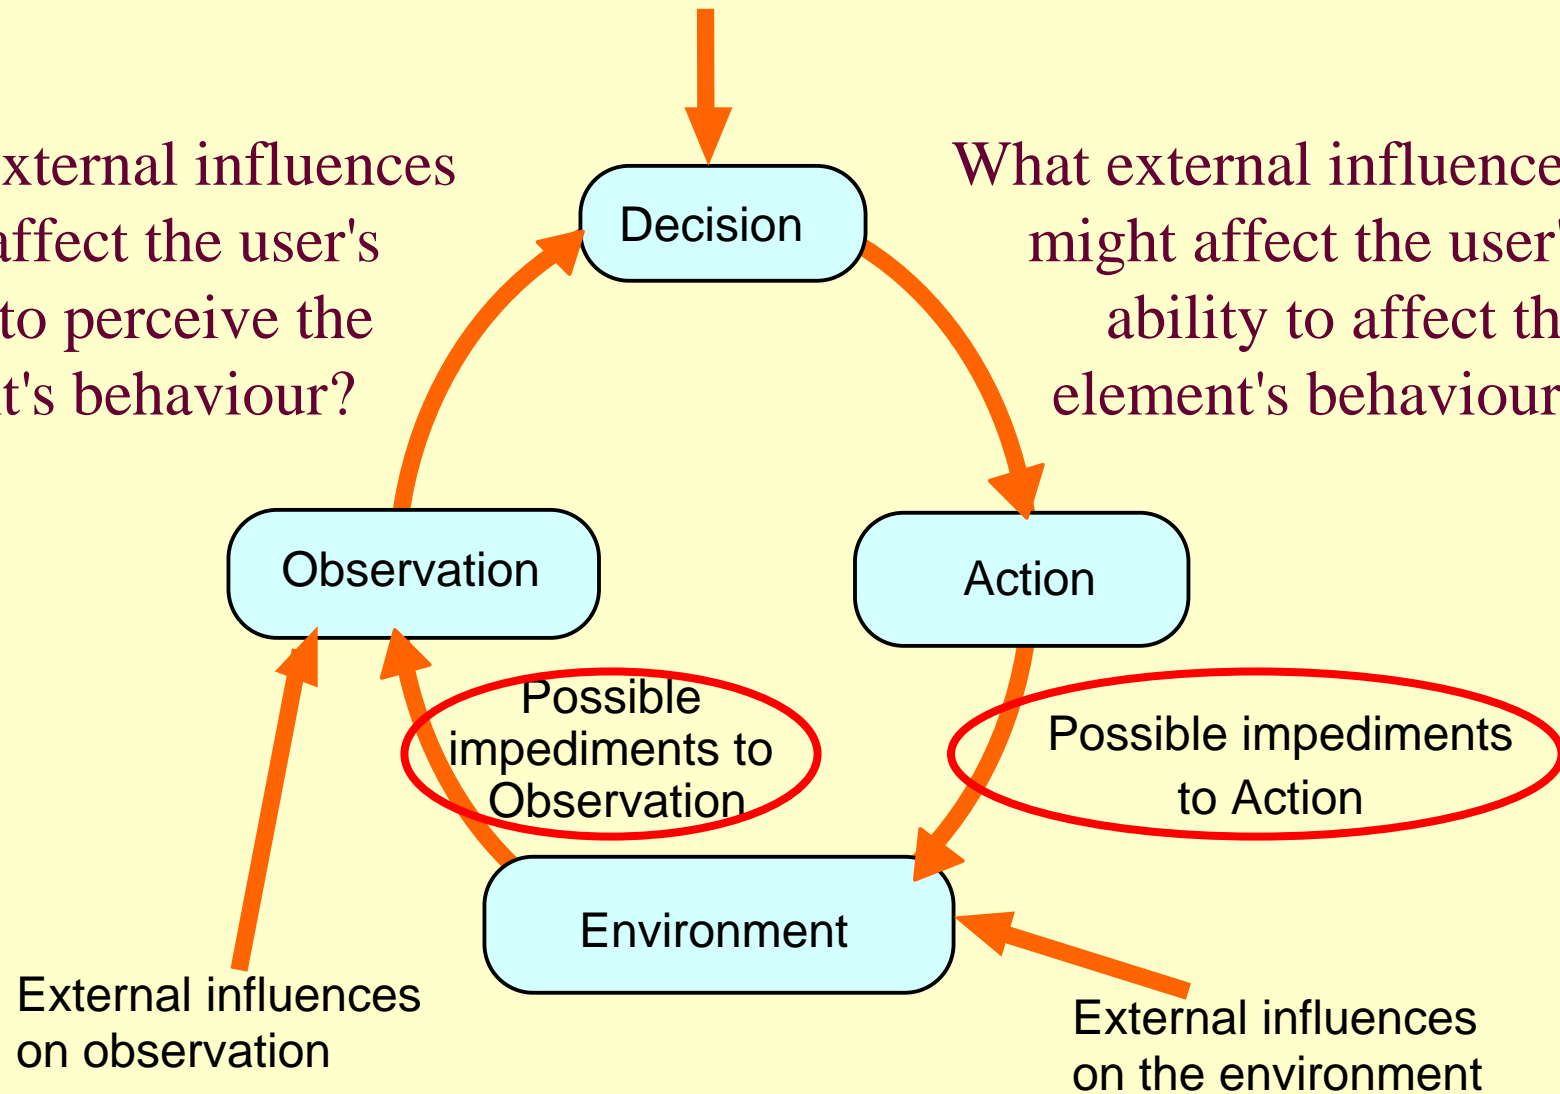 xternal influences
affect the user's
to perceive the
t's behaviour?
What external influence
might affect the user'
ability to affect th
element's behaviour
Decision
Observation
Action
Possible
impediments to
Observation
Possible impediments
to Action
Environment
External influences
on observation
External influences
on the environment